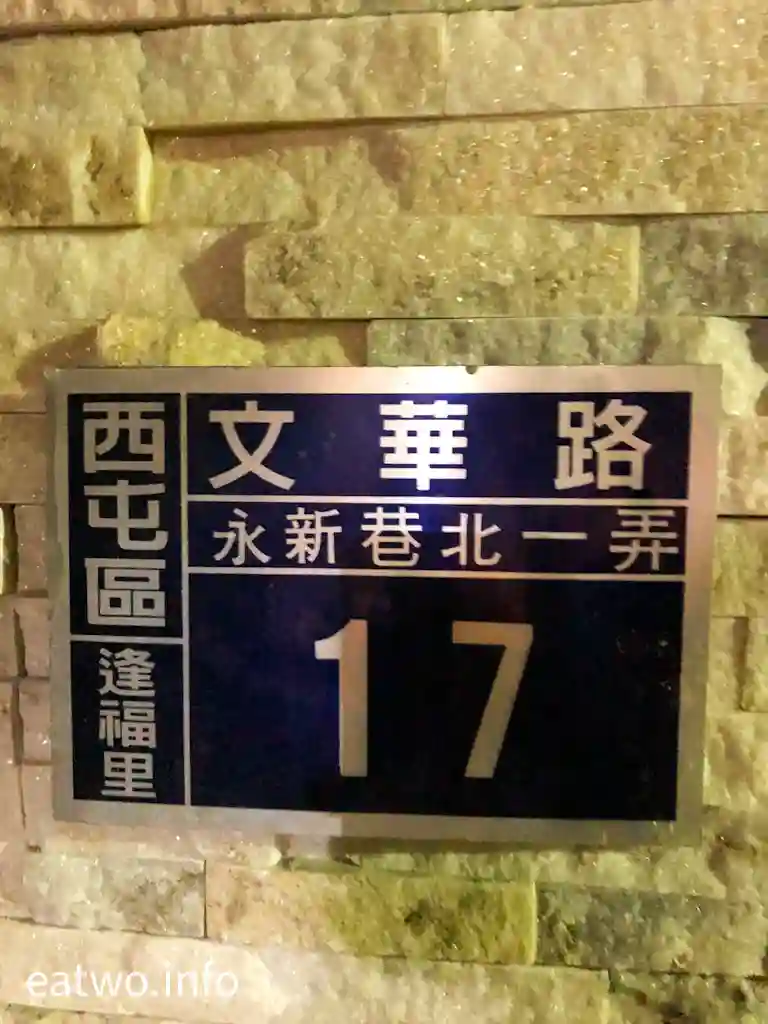 西屯區
逢福里
文華路
永新巷北一弄
17
eatwo.info